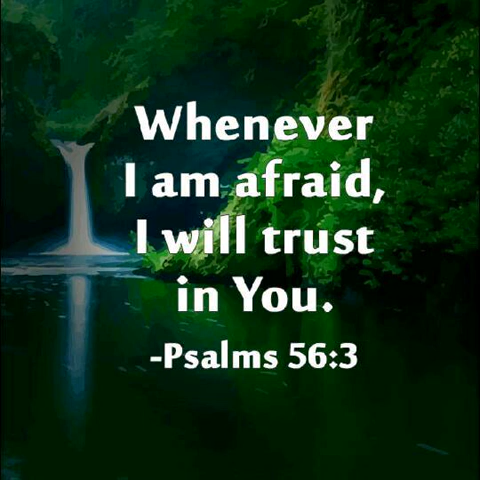 Whenever
I am afraid,
I will trust
in You.
-Psalms 56:3